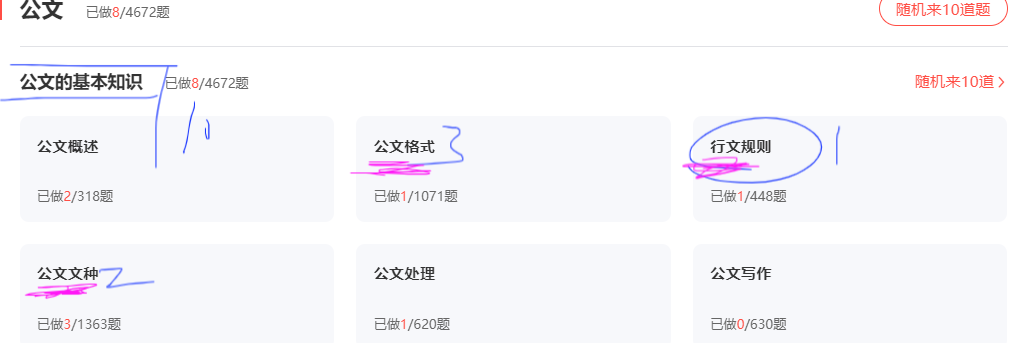 公文 已做8/4672题 随机来10道题
公文的基本知识 已做8/4672题 随机来10道 >
10
公文概述 公文格式 3 行文规则 1
已做2/318题 已做1/1071题 已做1/448题
公文文种 2 公文处理 公文写作
已做3/1363题 已做1/620题 已做0/630题